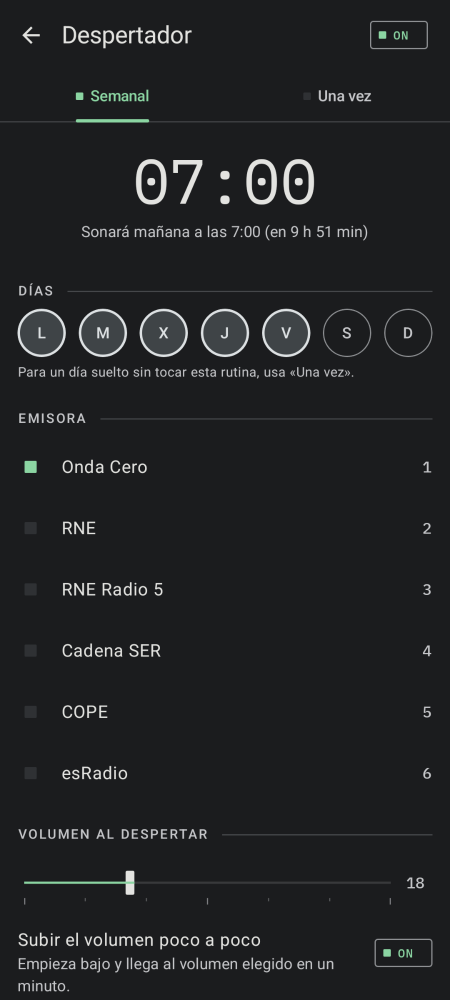 Despertador
ON
Semanal
Una vez
07:00
Sonará mañana a las 7:00 (en 9 h 51 min)
DÍAS
L M X J V S D
Para un día suelto sin tocar esta rutina, usa «Una vez».
EMISORA
Onda Cero 1
RNE 2
RNE Radio 5 3
Cadena SER 4
COPE 5
esRadio 6
VOLUMEN AL DESPERTAR
18
Subir el volumen poco a poco
ON
Empieza bajo y llega al volumen elegido en un
minuto.